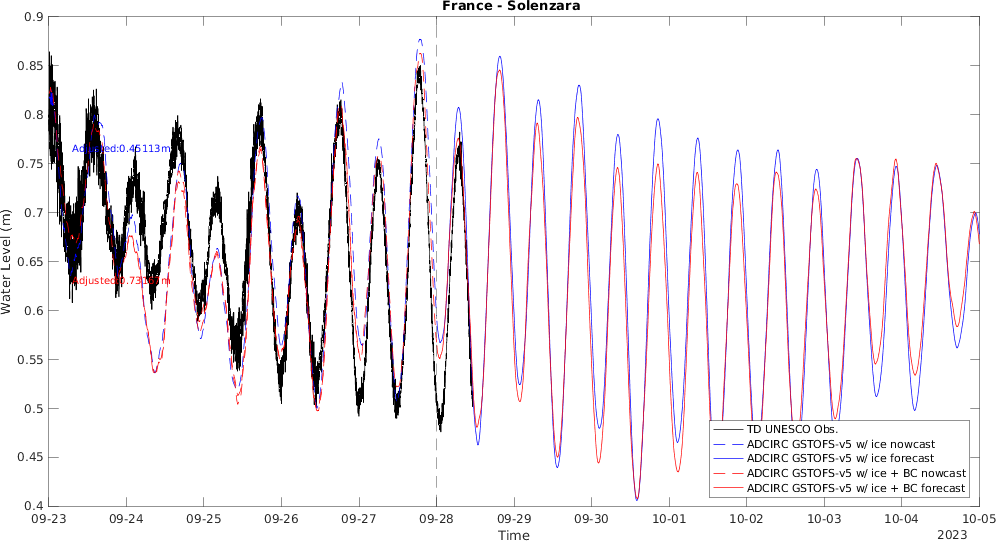 France - Solenzara
0.9
0.85
0.8
0.75
0.7
0.65
0.6
0.55
0.5
0.45
0.4
Water Level (m)
Adjusted:0.45113m
TD UNESCO Obs.
ADCIRC GSTOFS-v5 w/ ice nowcast
ADCIRC GSTOFS-v5 w/ ice forecast
ADCIRC GSTOFS-v5 w/ ice + BC nowcast
ADCIRC GSTOFS-v5 w/ ice + BC forecast
09-23 09-24 09-25 09-26 09-27 09-28 09-29 09-30 10-01 10-02 10-03 10-04 10-05
Time
2023